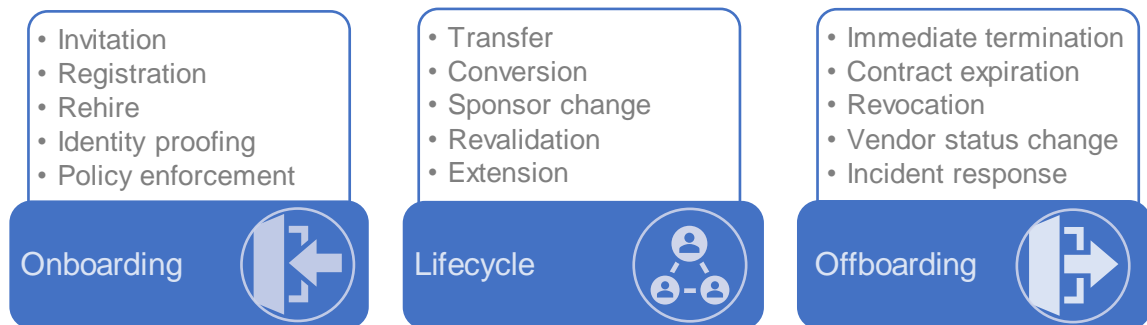 • Invitation
• Registration
• Rehire
• Identity proofing
• Policy enforcement
Onboarding
• Transfer
• Conversion
• Sponsor change
• Revalidation
• Extension
Lifecycle
• Immediate termination
• Contract expiration
• Revocation
• Vendor status change
• Incident response
Offboarding